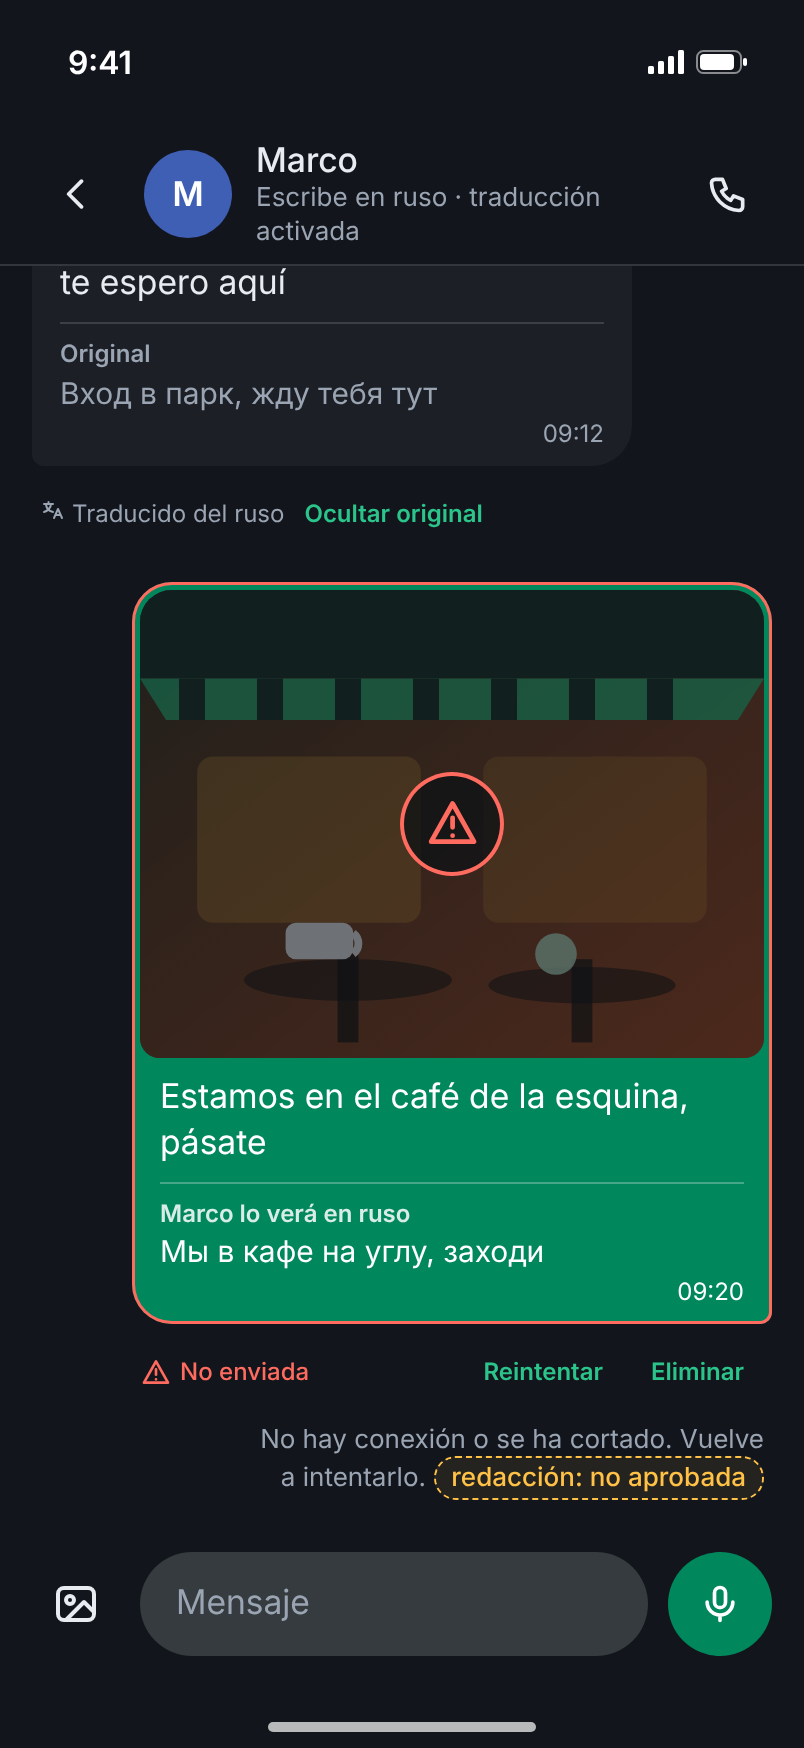 9:41
M
Marco
Escribe en ruso · traducción
activada
te espero aquí
Original
Вход в парк, жду тебя тут
09:12
Traducido del ruso Ocultar original
Estamos en el café de la esquina,
pásate
Marco lo verá en ruso
Мы в кафе на углу, заходи
09:20
No enviada Reintentar Eliminar
No hay conexión o se ha cortado. Vuelve
a intentarlo. redacción: no aprobada
Mensaje